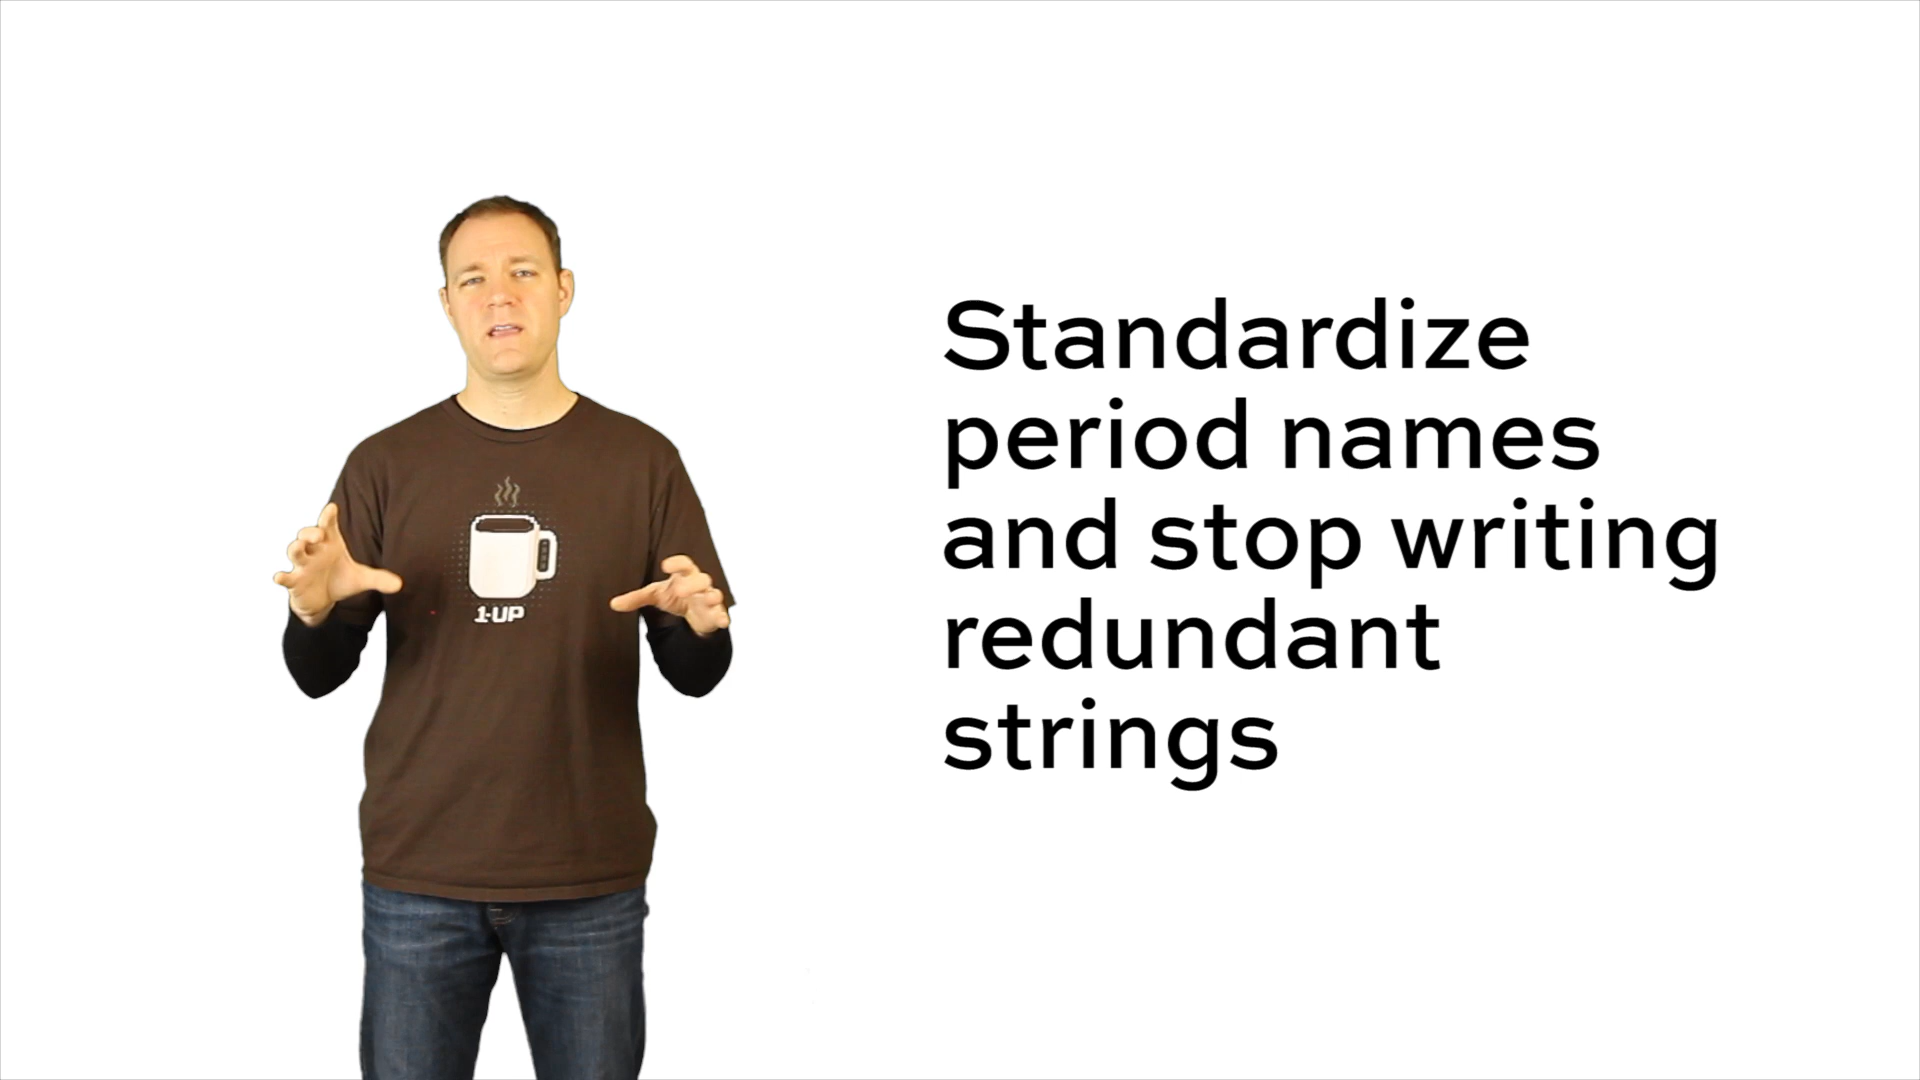 Standardize
period names
and stop writing
redundant
strings
1-UP